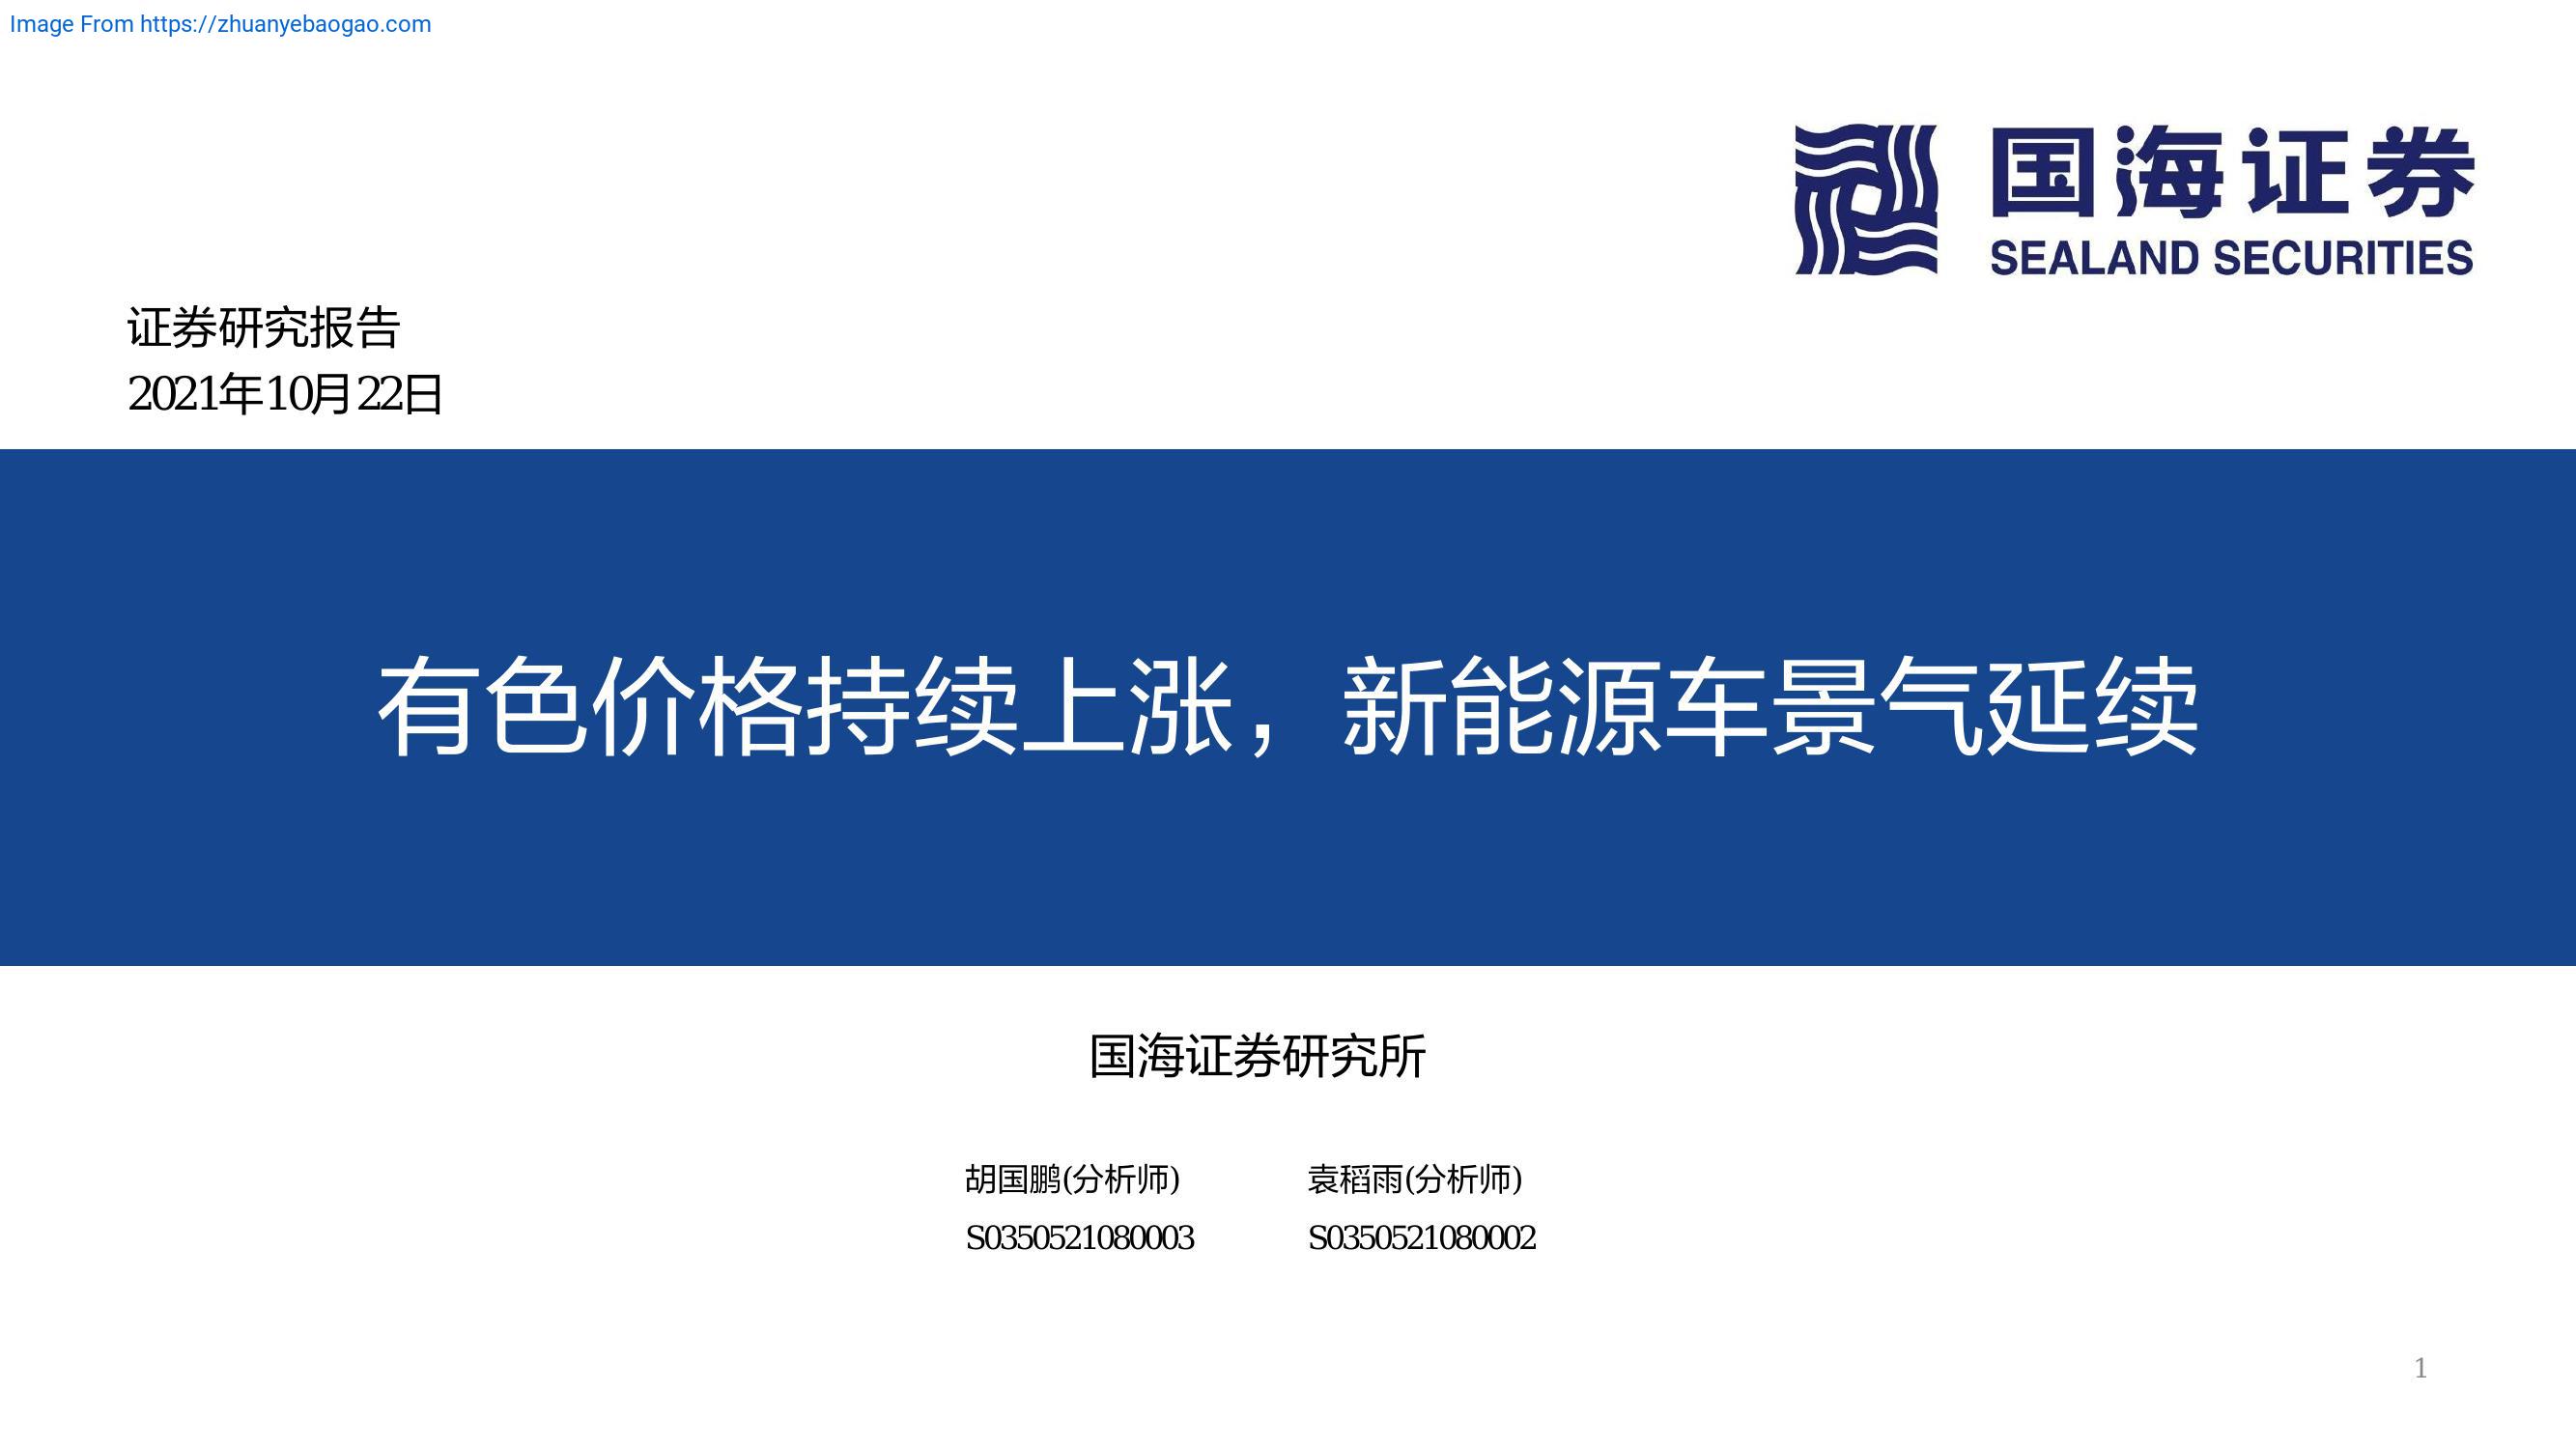 Image From https://zhuanyebaogao.com
国海证券
SEALAND SECURITIES
证券研究报告
2021年10月22日
有色价格持续上涨，新能源车景气延续
国海证券研究所
胡国鹏(分析师) 袁稻雨(分析师)
S0350521080003 S0350521080002
1